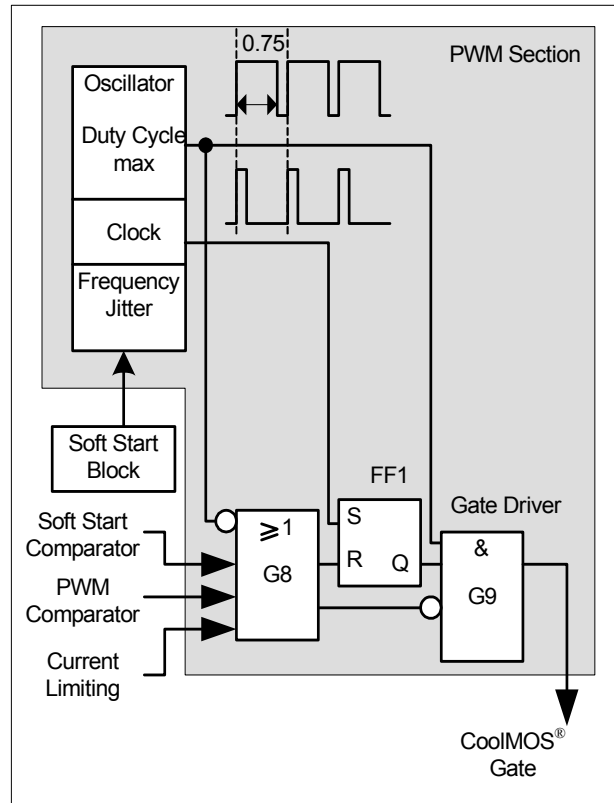 0.75
PWM Section
Oscillator
Duty Cycle
max
Clock
Frequency
Jitter
Soft Start
Block
FF1
Gate Driver
Soft Start
Comparator
PWM
Comparator
Current
Limiting
⩾1
G8
S
R
Q
&
G9
CoolMOS®
Gate